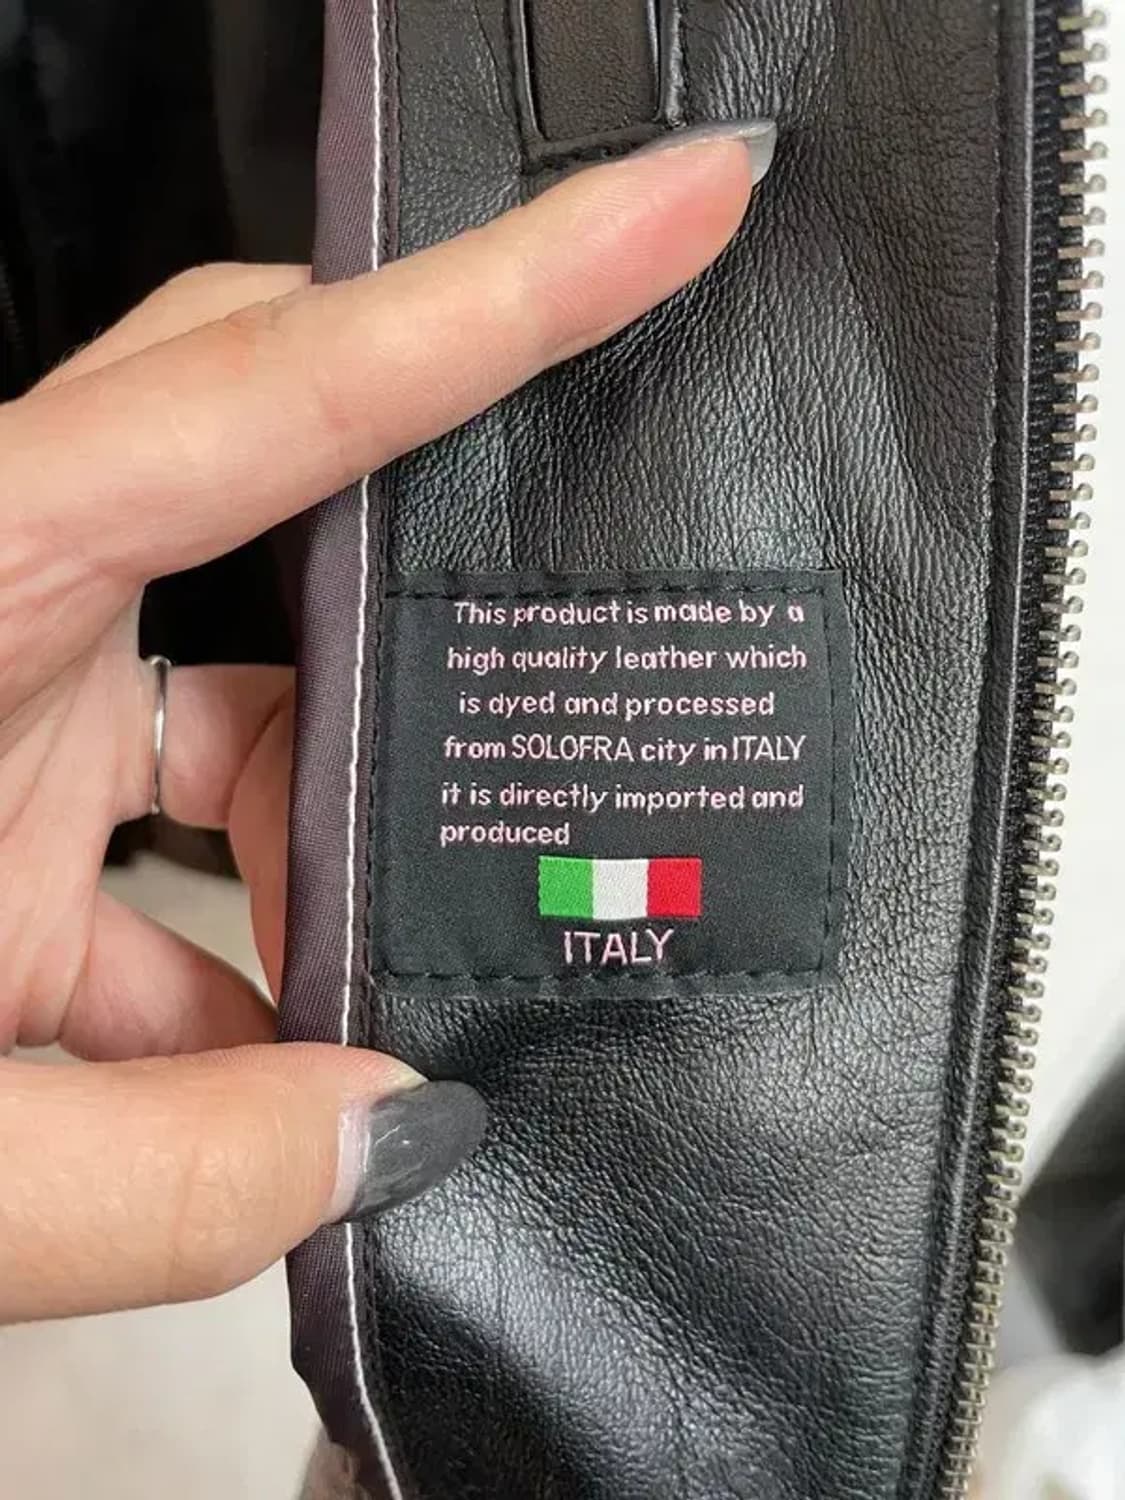 This product is made by a
high quality leather which
is dyed and processed
from SOLOFRA city in ITALY
it is directly imported and
produced
ITALY